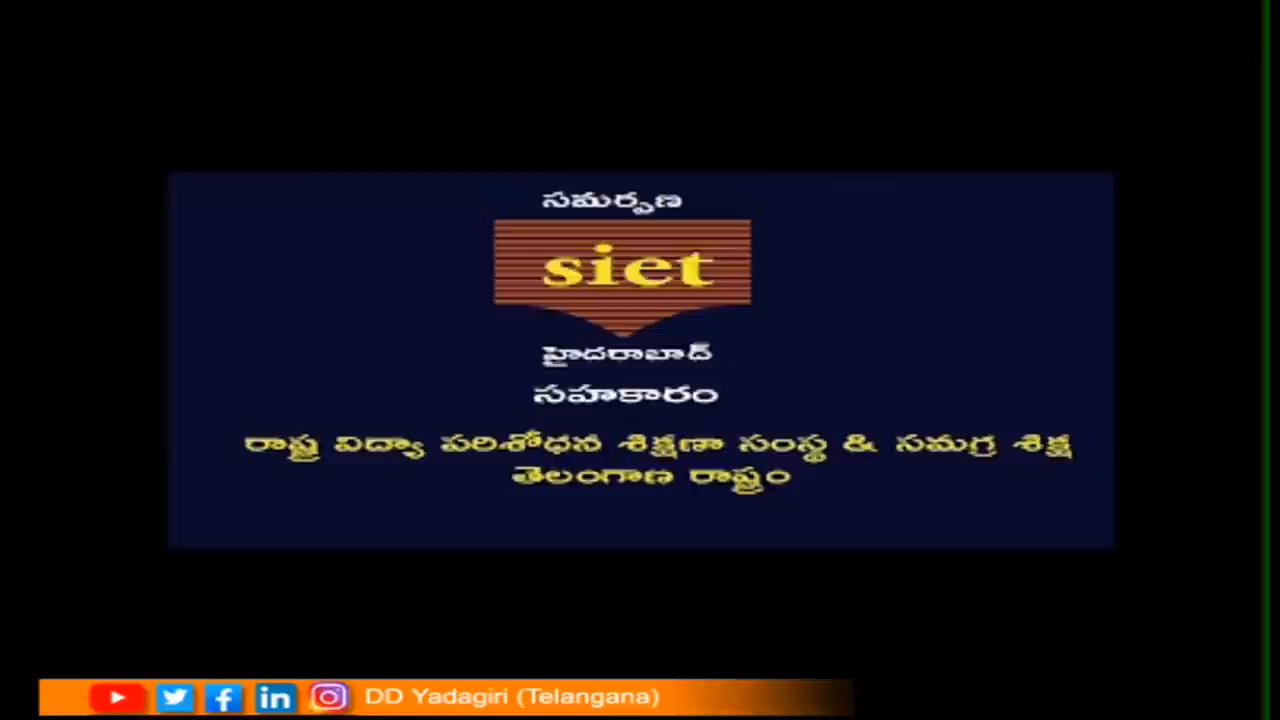 సమర్పణ
siet
హైదరాబాద్
సహకారం
రాష్ట్ర విద్యా పరిశోధన శిక్షణా సంస్థ & సమగ్ర శిక్ష
తెలంగాణ రాష్ట్రం
DD Yadagiri (Telangana)